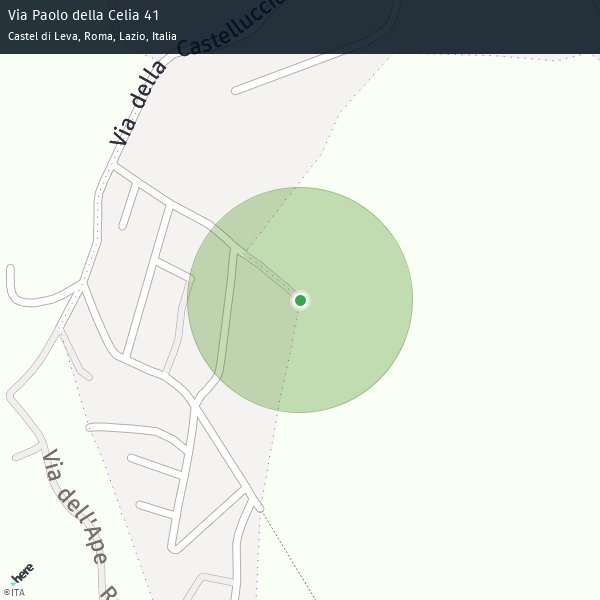 Via Paolo della Celia 41
Castel di Leva, Roma, Lazio, Italia
Via della Castelluccia
Via dell'Ape R
here
©ITA